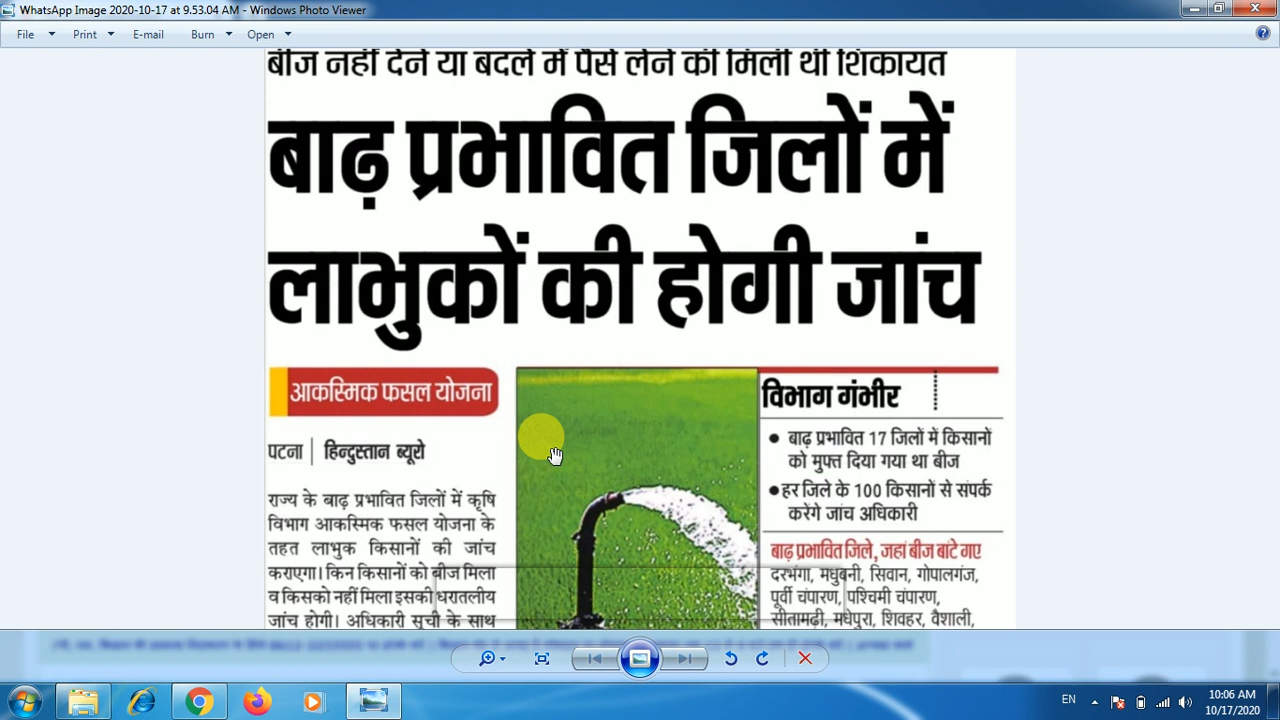 WhatsApp Image 2020-10-17 at 9.53.04 AM - Windows Photo Viewer
File Print E-mail Burn Open
बीज नहीं देने या बदले में पैसे लेने की मिली थी शिकायत
बाढ़ प्रभावित जिलों में
लाभुकों की होगी जांच
आकस्मिक फसल योजना
पटना | हिन्दुस्तान ब्यूरो
राज्य के बाढ़ प्रभावित जिलों में कृषि
विभाग आकस्मिक फसल योजना के
तहत लाभुक किसानों की जांच
कराएगा। किन किसानों को बीज मिला
व किसको नहीं मिला इसकी धरातलीय
जांच होगी। अधिकारी सूची के साथ
विभाग गंभीर
● बाढ़ प्रभावित 17 जिलों में किसानों
को मुफ्त दिया गया था बीज
● हर जिले के 100 किसानों से संपर्क
करेंगे जांच अधिकारी
बाढ़ प्रभावित जिले, जहां बीज बांटे गए
दरभंगा, मधुबनी, सिवान, गोपालगंज,
पूर्वी चंपारण, पश्चिमी चंपारण,
सीतामढ़ी, मधेपुरा, शिवहर, वैशाली,
EN
10:06 AM
10/17/2020